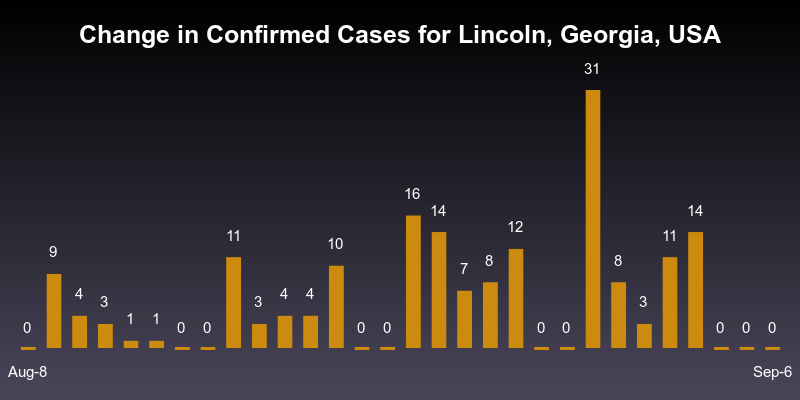 Change in Confirmed Cases for Lincoln, Georgia, USA
0 9 4 3 1 1 0 0 11 3 4 4 10 0 0 16 14 7 8 12 0 0 31 8 3 11 14 0 0 0
Aug-8 Sep-6